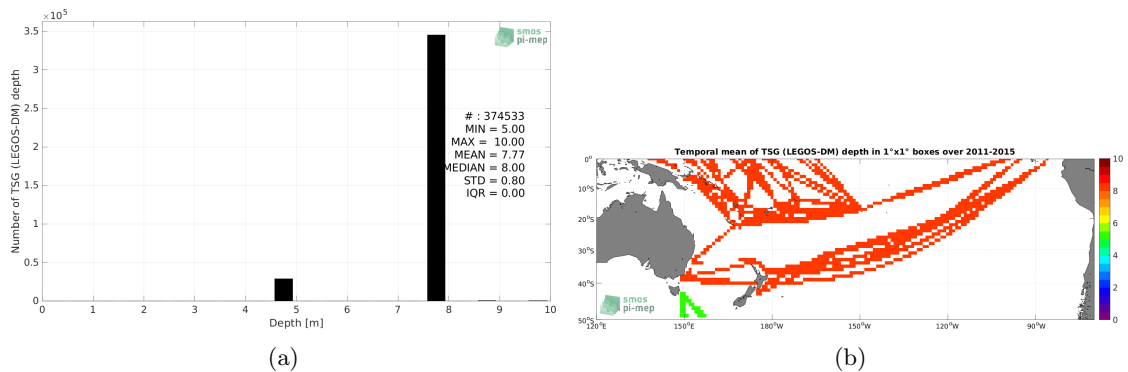 ×10⁵
smos
pi-mep
3.5
3
2.5
2
1.5
1
0.5
0
Number of TSG (LEGOS-DM) depth
# : 374533
MIN = 5.00
MAX = 10.00
MEAN = 7.77
MEDIAN = 8.00
STD = 0.80
IQR = 0.00
0 1 2 3 4 5 6 7 8 9 10
Depth [m]
(a)
Temporal mean of TSG (LEGOS-DM) depth in 1°x1° boxes over 2011-2015
0°
10°S
20°S
30°S
40°S
50°S
120°E 150°E 180°W 150°W 120°W 90°W
smos
pi-mep
10
8
6
4
2
0
(b)